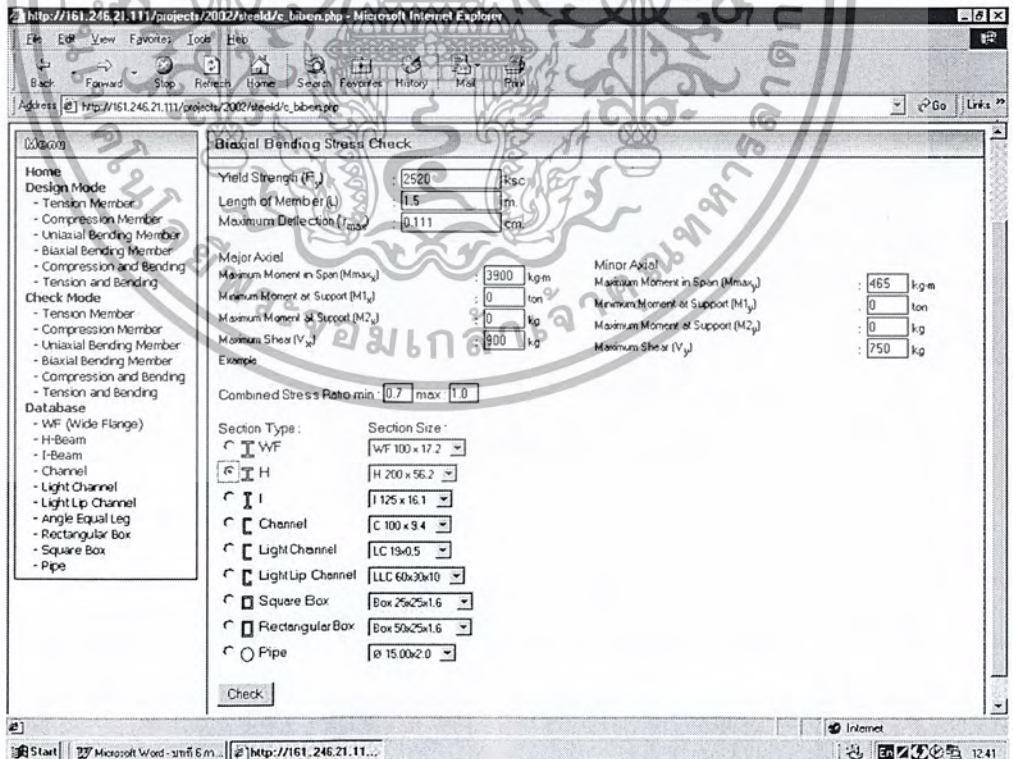 http://161.246.21.111/projects/2002/steeld/c_biben.php - Microsoft Internet Explorer
File Edit View Favorites Tools Help
Back Forward Stop Refresh Home Search Favorites History Mail Print
Address http://161.246.21.111/projects/2002/steeld/c_biben.php Go Links »
Menu
Home
Design Mode
- Tension Member
- Compression Member
- Uniaxial Bending Member
- Biaxial Bending Member
- Compression and Bending
- Tension and Bending
Check Mode
- Tension Member
- Compression Member
- Uniaxial Bending Member
- Biaxial Bending Member
- Compression and Bending
- Tension and Bending
Database
- WF (Wide Flange)
- H-Beam
- I-Beam
- Channel
- Light Channel
- Light Lip Channel
- Angle Equal Leg
- Rectangular Box
- Square Box
- Pipe
Biaxial Bending Stress Check
Yield Strength (Fy) : 2520 ksc
Length of Member (L) : 1.5 m.
Maximum Deflection ( max) : 0.111 cm.
Major Axial
Maximum Moment in Span (Mmaxx) : 3900 kg-m
Minimum Moment at Support (M1x) : 0 ton
Maximum Moment at Support (M2x) : 0 kg
Maximum Shear (Vx) : 900 kg
Example
Minor Axial
Maximum Moment in Span (Mmaxy) : 465 kg-m
Minimum Moment at Support (M1y) : 0 ton
Maximum Moment at Support (M2y) : 0 kg
Maximum Shear (Vy) : 750 kg
Combined Stress Ratio min : 0.7 max : 1.0
Section Type : Section Size :
WF WF 100 x 17.2
H H 200 x 56.2
I I 125 x 16.1
Channel C 100 x 9.4
Light Channel LC 19x0.5
Light Lip Channel LLC 60x30x10
Square Box Box 25x25x1.6
Rectangular Box Box 50x25x1.6
Pipe Ø 15.00x2.0
Check
Internet
Start Microsoft Word - บทที่ 6 ก... http://161.246.21.11... En 12:41